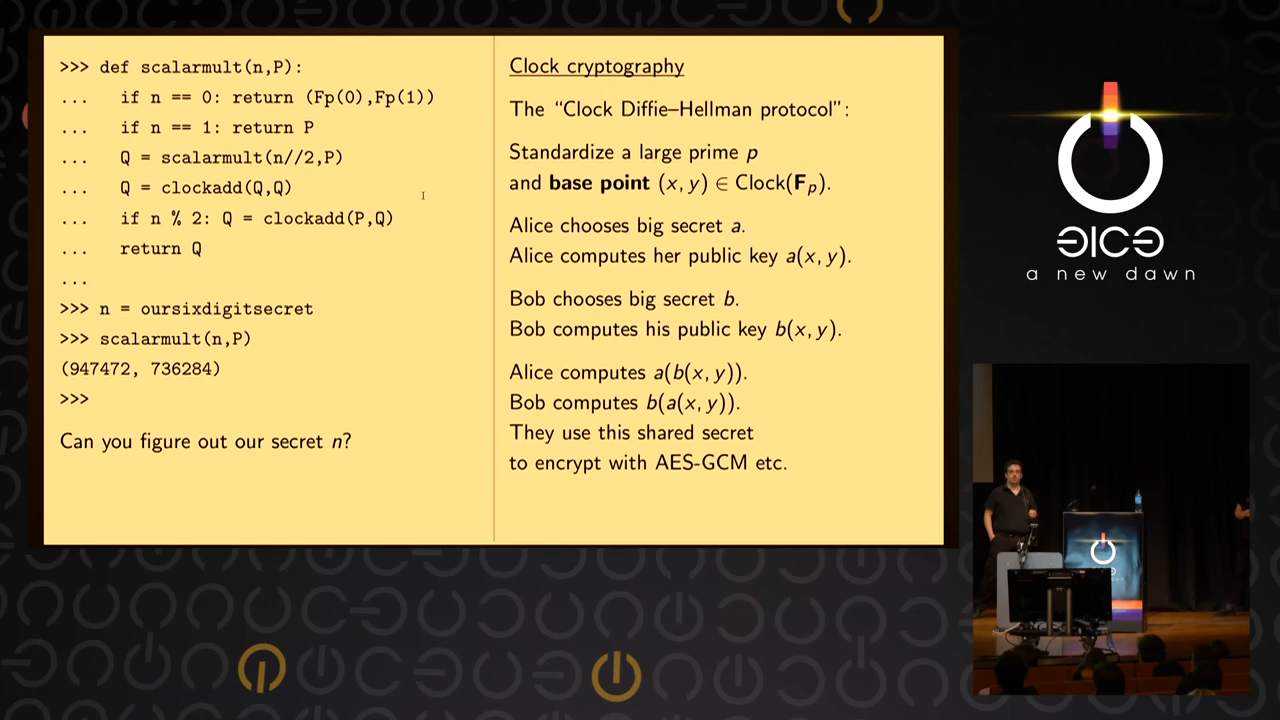 >>> def scalarmult(n,P):
...   if n == 0: return (Fp(0),Fp(1))
...   if n == 1: return P
...   Q = scalarmult(n//2,P)
...   Q = clockadd(Q,Q)
...   if n % 2: Q = clockadd(P,Q)
...   return Q
...
>>> n = oursixdigitsecret
>>> scalarmult(n,P)
(947472, 736284)
>>>
Can you figure out our secret n?
Clock cryptography
The “Clock Diffie–Hellman protocol”:
Standardize a large prime p
and base point (x, y) ∈ Clock(Fₚ).
Alice chooses big secret a.
Alice computes her public key a(x, y).
Bob chooses big secret b.
Bob computes his public key b(x, y).
Alice computes a(b(x, y)).
Bob computes b(a(x, y)).
They use this shared secret
to encrypt with AES-GCM etc.
a new dawn